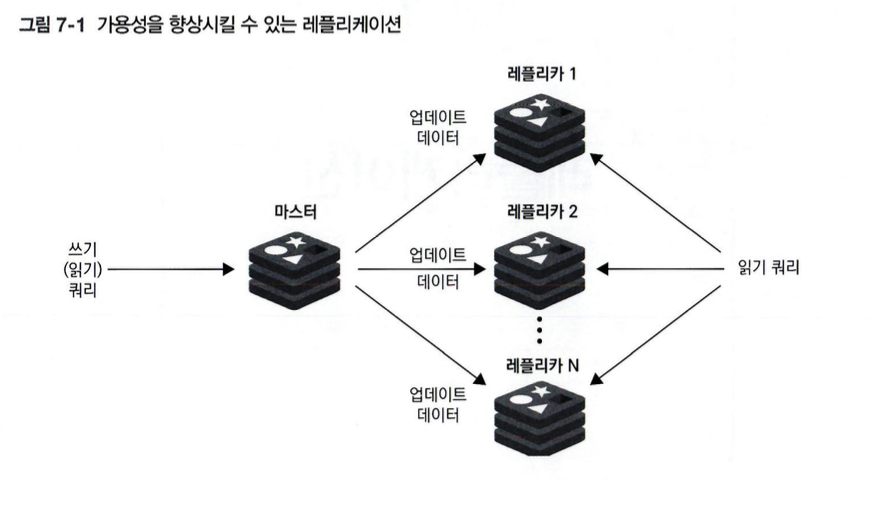 그림 7-1 가용성을 향상시킬 수 있는 레플리케이션
레플리카 1
업데이트
데이터
마스터
레플리카 2
쓰기
(읽기)
쿼리
업데이트
데이터
읽기 쿼리
레플리카 N
업데이트
데이터